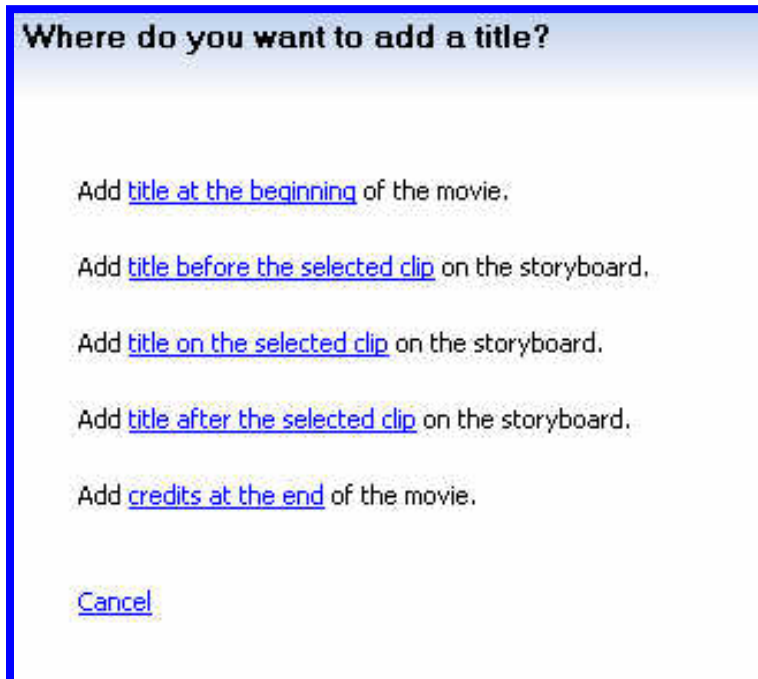 Where do you want to add a title?
Add title at the beginning of the movie.
Add title before the selected clip on the storyboard.
Add title on the selected clip on the storyboard.
Add title after the selected clip on the storyboard.
Add credits at the end of the movie.
Cancel